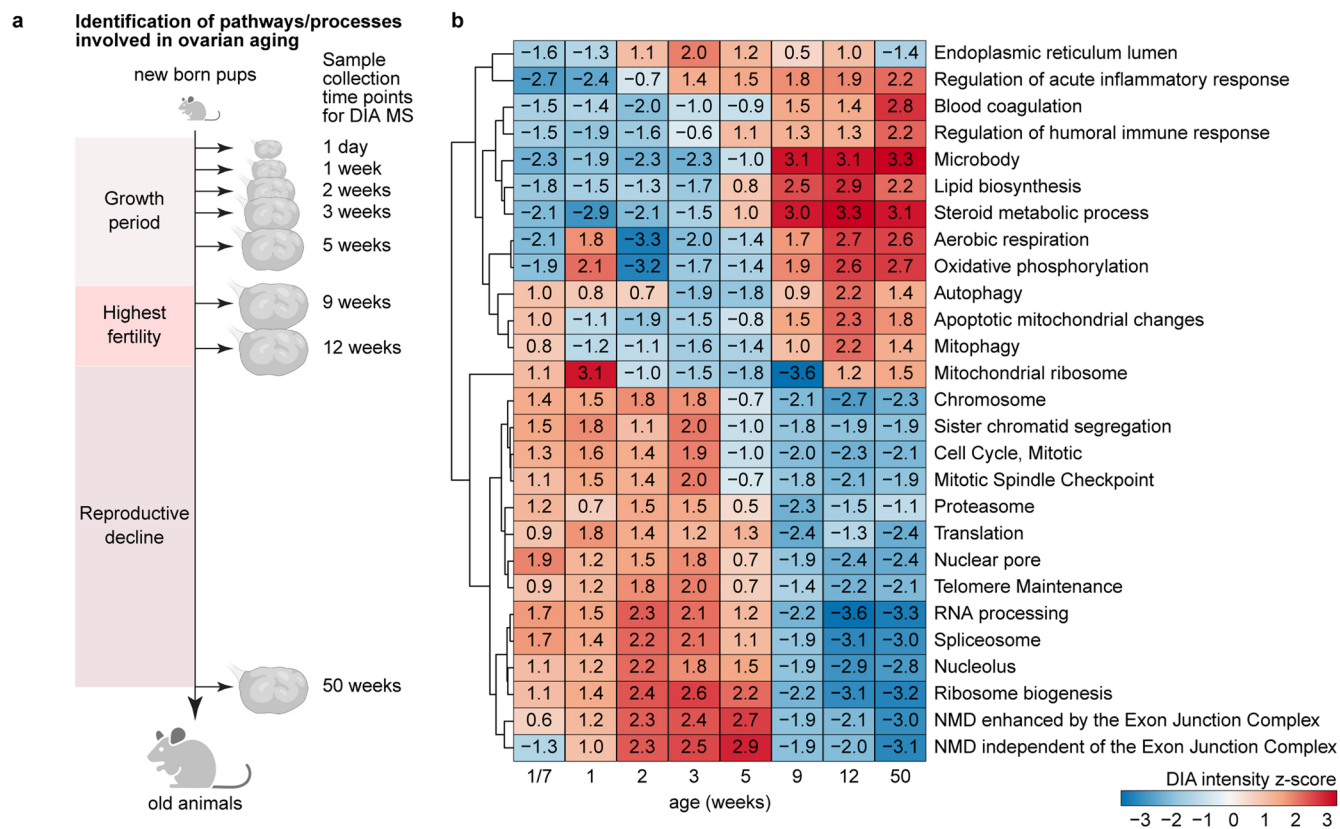 a
Identification of pathways/processes
involved in ovarian aging
new born pups
Sample
collection
time points
for DIA MS
Growth
period
1 day
1 week
2 weeks
3 weeks
5 weeks
Highest
fertility
9 weeks
12 weeks
Reproductive
decline
50 weeks
old animals
b
−1.6 −1.3 1.1 2.0 1.2 0.5 1.0 −1.4 Endoplasmic reticulum lumen
−2.7 −2.4 −0.7 1.4 1.5 1.8 1.9 2.2 Regulation of acute inflammatory response
−1.5 −1.4 −2.0 −1.0 −0.9 1.5 1.4 2.8 Blood coagulation
−1.5 −1.9 −1.6 −0.6 1.1 1.3 1.3 2.2 Regulation of humoral immune response
−2.3 −1.9 −2.3 −2.3 −1.0 3.1 3.1 3.3 Microbody
−1.8 −1.5 −1.3 −1.7 0.8 2.5 2.9 2.2 Lipid biosynthesis
−2.1 −2.9 −2.1 −1.5 1.0 3.0 3.3 3.1 Steroid metabolic process
−2.1 1.8 −3.3 −2.0 −1.4 1.7 2.7 2.6 Aerobic respiration
−1.9 2.1 −3.2 −1.7 −1.4 1.9 2.6 2.7 Oxidative phosphorylation
1.0 0.8 0.7 −1.9 −1.8 0.9 2.2 1.4 Autophagy
1.0 −1.1 −1.9 −1.5 −0.8 1.5 2.3 1.8 Apoptotic mitochondrial changes
0.8 −1.2 −1.1 −1.6 −1.4 1.0 2.2 1.4 Mitophagy
1.1 3.1 −1.0 −1.5 −1.8 −3.6 1.2 1.5 Mitochondrial ribosome
1.4 1.5 1.8 1.8 −0.7 −2.1 −2.7 −2.3 Chromosome
1.5 1.8 1.1 2.0 −1.0 −1.8 −1.9 −1.9 Sister chromatid segregation
1.3 1.6 1.4 1.9 −1.0 −2.0 −2.3 −2.1 Cell Cycle, Mitotic
1.1 1.5 1.4 2.0 −0.7 −1.8 −2.1 −1.9 Mitotic Spindle Checkpoint
1.2 0.7 1.5 1.5 0.5 −2.3 −1.5 −1.1 Proteasome
0.9 1.8 1.4 1.2 1.3 −2.4 −1.3 −2.4 Translation
1.9 1.2 1.5 1.8 0.7 −1.9 −2.4 −2.4 Nuclear pore
0.9 1.2 1.8 2.0 0.7 −1.4 −2.2 −2.1 Telomere Maintenance
1.7 1.5 2.3 2.1 1.2 −2.2 −3.6 −3.3 RNA processing
1.7 1.4 2.2 2.1 1.1 −1.9 −3.1 −3.0 Spliceosome
1.1 1.2 2.2 1.8 1.5 −1.9 −2.9 −2.8 Nucleolus
1.1 1.4 2.4 2.6 2.2 −2.2 −3.1 −3.2 Ribosome biogenesis
0.6 1.2 2.3 2.4 2.7 −1.9 −2.1 −3.0 NMD enhanced by the Exon Junction Complex
−1.3 1.0 2.3 2.5 2.9 −1.9 −2.0 −3.1 NMD independent of the Exon Junction Complex
1/7 1 2 3 5 9 12 50
age (weeks)
DIA intensity z-score
−3 −2 −1 0 1 2 3